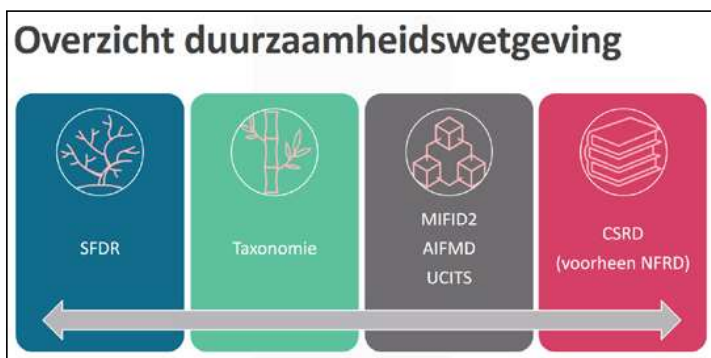 Overzicht duurzaamheidswetgeving
SFDR
Taxonomie
MIFID2
AIFMD
UCITS
CSRD
(voorheen NFRD)